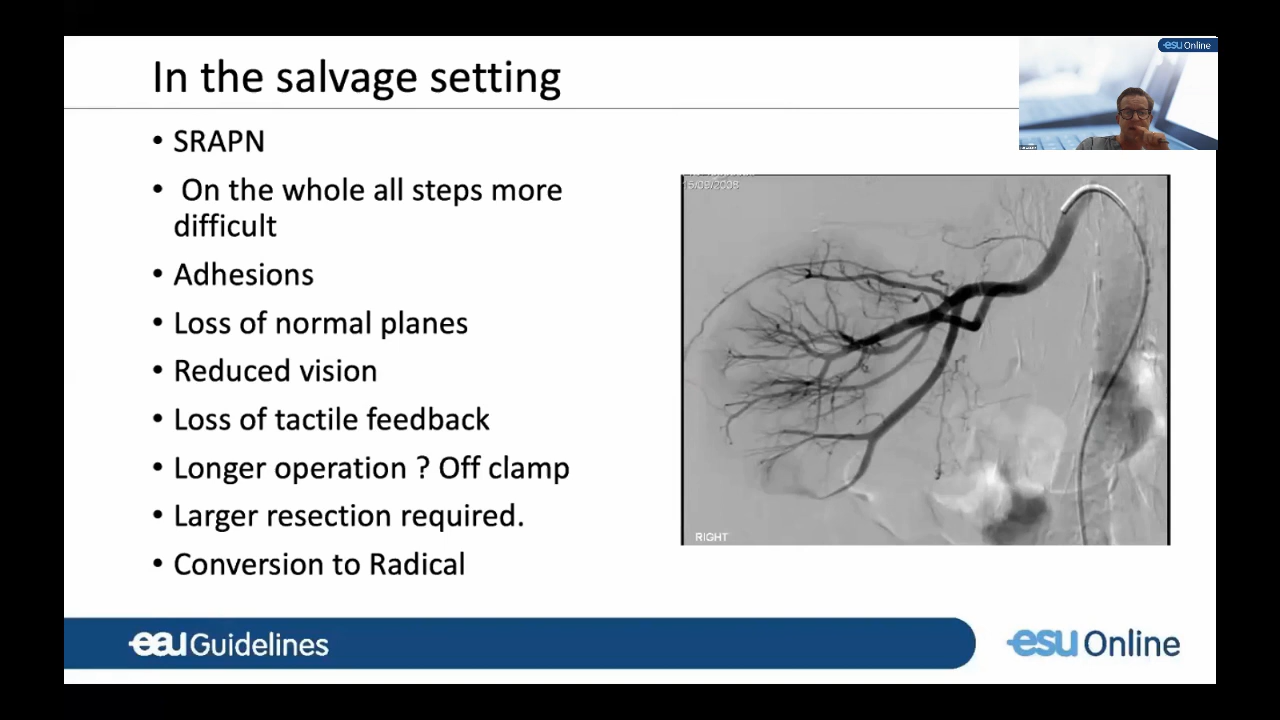 In the salvage setting
esu Online
• SRAPN
• On the whole all steps more
difficult
• Adhesions
• Loss of normal planes
• Reduced vision
• Loss of tactile feedback
• Longer operation ? Off clamp
• Larger resection required.
• Conversion to Radical
RIGHT
eau Guidelines
esu Online